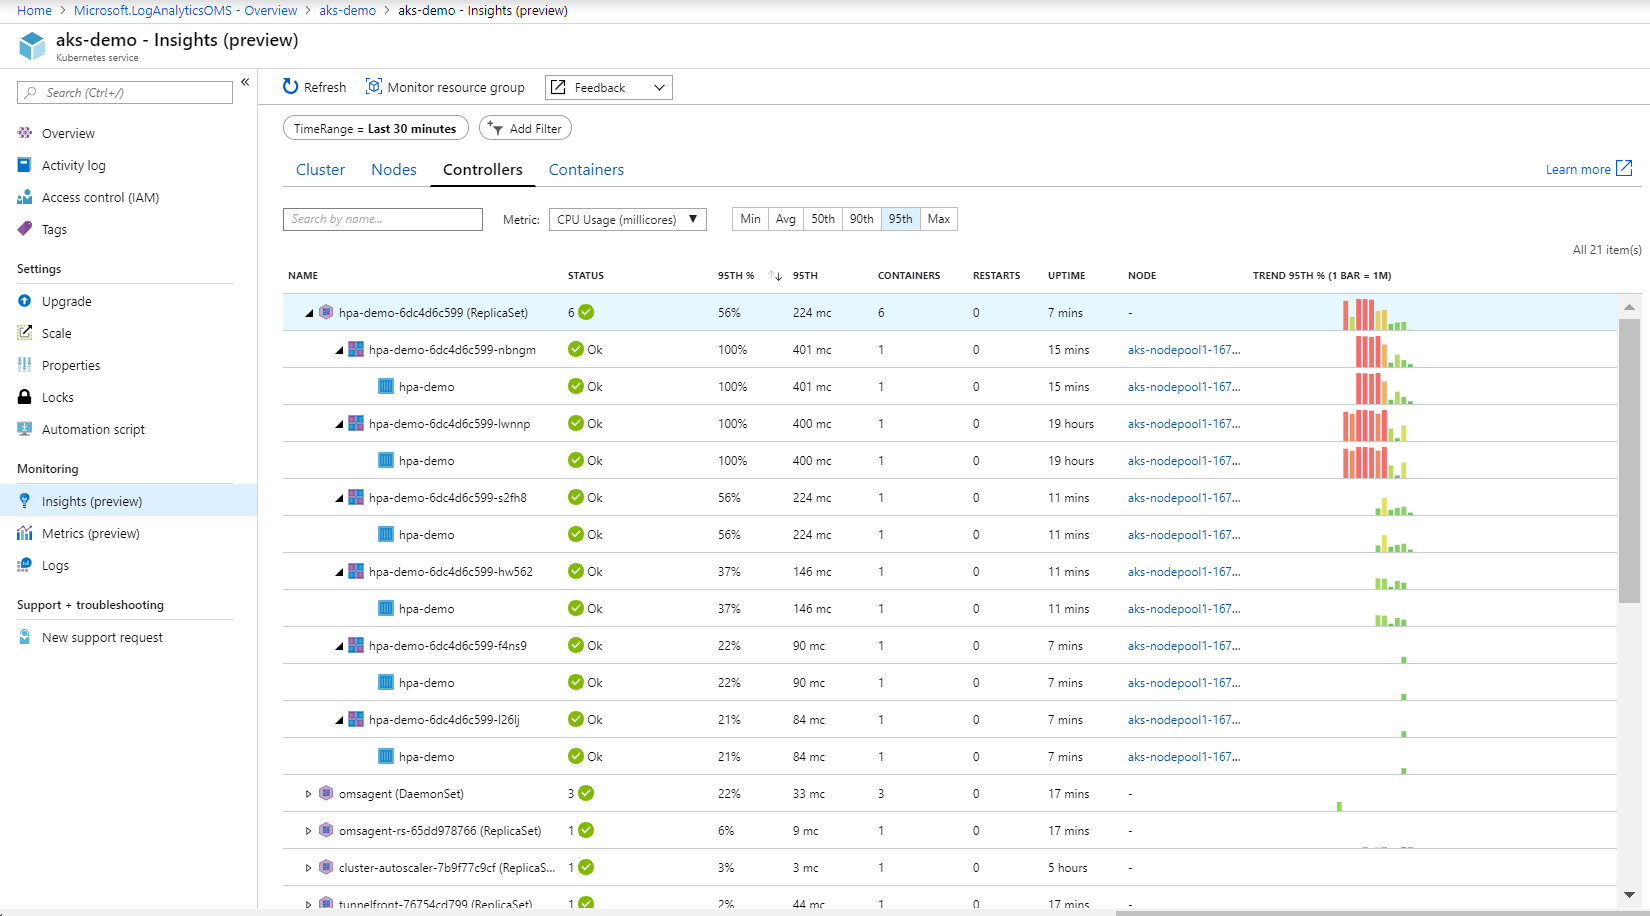 Home > Microsoft.LogAnalyticsOMS - Overview > aks-demo > aks-demo - Insights (preview)
aks-demo - Insights (preview)
Kubernetes service
Search (Ctrl+/)
«
Overview
Activity log
Access control (IAM)
Tags
Settings
Upgrade
Scale
Properties
Locks
Automation script
Monitoring
Insights (preview)
Metrics (preview)
Logs
Support + troubleshooting
New support request
Refresh Monitor resource group Feedback
TimeRange = Last 30 minutes Add Filter
Cluster Nodes Controllers Containers Learn more
Search by name... Metric: CPU Usage (millicores) Min Avg 50th 90th 95th Max
All 21 item(s)
NAME STATUS 95TH % 95TH CONTAINERS RESTARTS UPTIME NODE TREND 95TH % (1 BAR = 1M)
hpa-demo-6dc4d6c599 (ReplicaSet) 6 56% 224 mc 6 0 7 mins -
hpa-demo-6dc4d6c599-nbngm Ok 100% 401 mc 1 0 15 mins aks-nodepool1-167...
hpa-demo Ok 100% 401 mc 1 0 15 mins aks-nodepool1-167...
hpa-demo-6dc4d6c599-lwnnp Ok 100% 400 mc 1 0 19 hours aks-nodepool1-167...
hpa-demo Ok 100% 400 mc 1 0 19 hours aks-nodepool1-167...
hpa-demo-6dc4d6c599-s2fh8 Ok 56% 224 mc 1 0 11 mins aks-nodepool1-167...
hpa-demo Ok 56% 224 mc 1 0 11 mins aks-nodepool1-167...
hpa-demo-6dc4d6c599-hw562 Ok 37% 146 mc 1 0 11 mins aks-nodepool1-167...
hpa-demo Ok 37% 146 mc 1 0 11 mins aks-nodepool1-167...
hpa-demo-6dc4d6c599-f4ns9 Ok 22% 90 mc 1 0 7 mins aks-nodepool1-167...
hpa-demo Ok 22% 90 mc 1 0 7 mins aks-nodepool1-167...
hpa-demo-6dc4d6c599-l26lj Ok 21% 84 mc 1 0 7 mins aks-nodepool1-167...
hpa-demo Ok 21% 84 mc 1 0 7 mins aks-nodepool1-167...
omsagent (DaemonSet) 3 22% 33 mc 3 0 17 mins -
omsagent-rs-65dd978766 (ReplicaSet) 1 6% 9 mc 1 0 17 mins -
cluster-autoscaler-7b9f77c9cf (ReplicaS... 1 3% 3 mc 1 0 5 hours -
tunnelfront-76754cd799 (ReplicaSet) 1 2% 44 mc 1 0 17 mins -